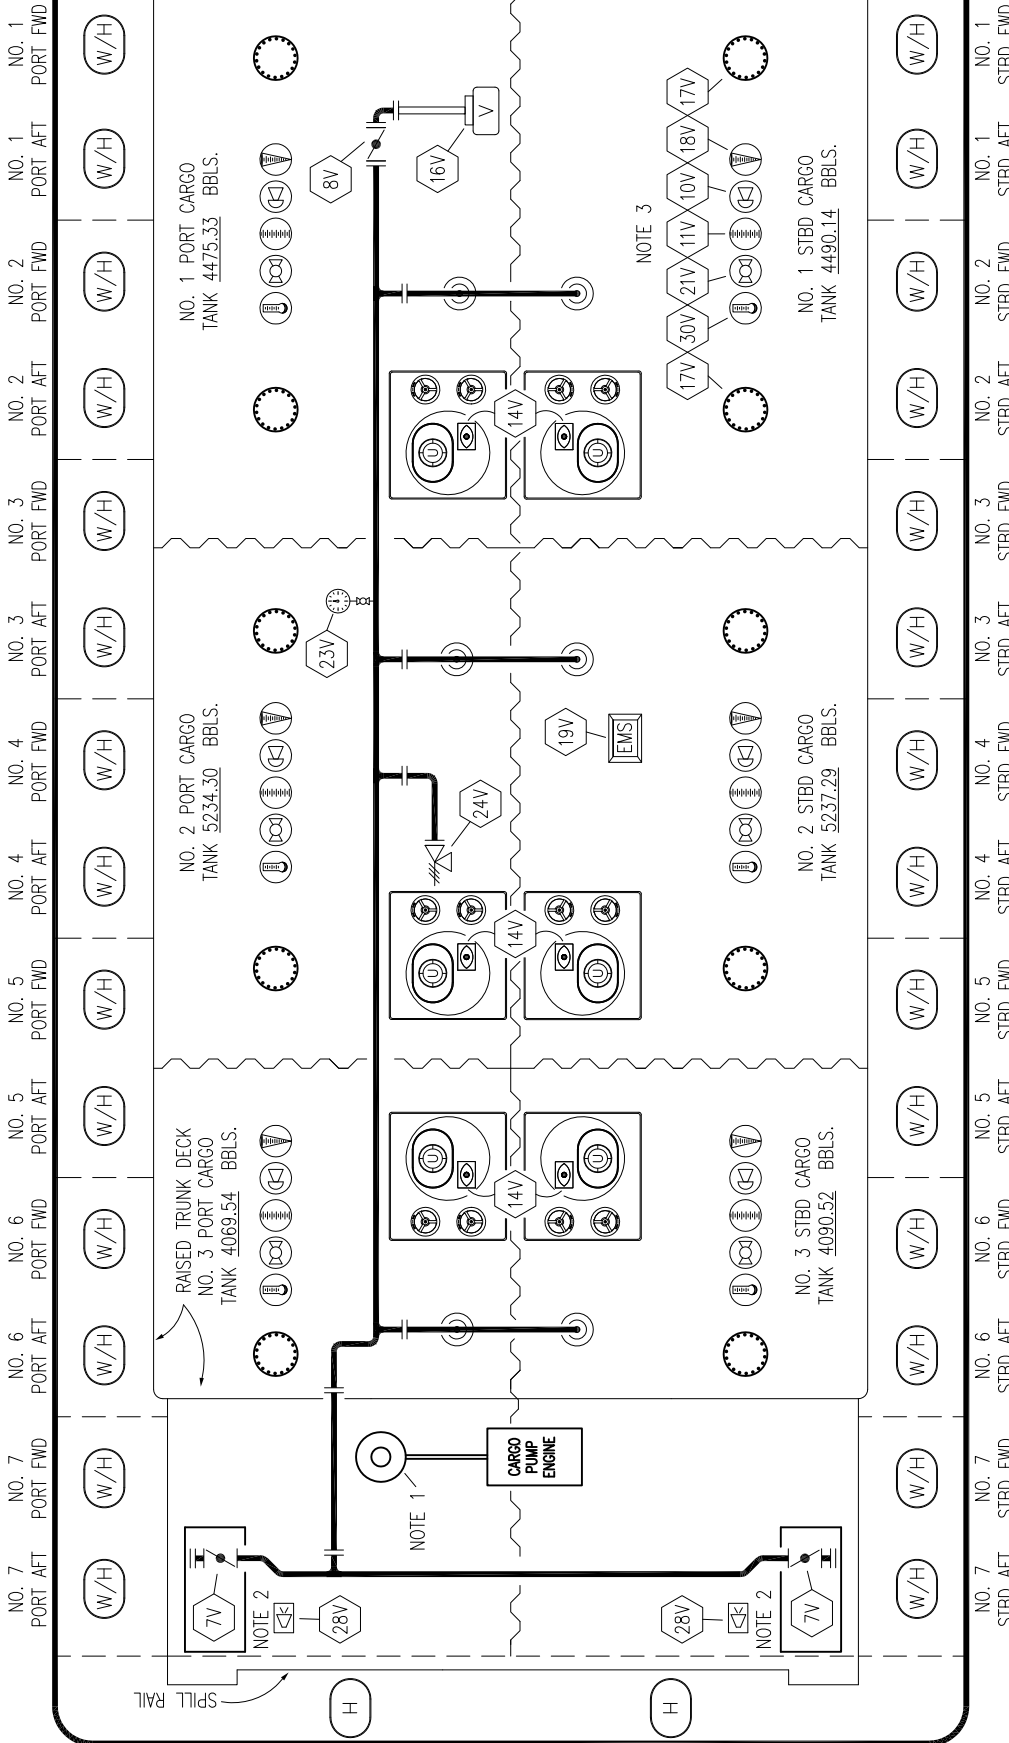 NO. 1
PORT FWD
W/H
NO. 1
PORT AFT
W/H
NO. 2
PORT FWD
W/H
NO. 2
PORT AFT
W/H
NO. 3
PORT FWD
W/H
NO. 3
PORT AFT
W/H
NO. 4
PORT FWD
W/H
NO. 4
PORT AFT
W/H
NO. 5
PORT FWD
W/H
NO. 5
PORT AFT
W/H
NO. 6
PORT FWD
W/H
NO. 6
PORT AFT
W/H
NO. 7
PORT FWD
W/H
NO. 7
PORT AFT
W/H
NO. 1 PORT CARGO
TANK 4475.33 BBLS.
8V
16V
V
NOTE 3
17V
18V
10V
11V
21V
30V
17V
NO. 1 STBD CARGO
TANK 4490.14 BBLS.
14V
U
U
23V
NO. 2 PORT CARGO
TANK 5234.30 BBLS.
24V
19V
EMS
NO. 2 STBD CARGO
TANK 5237.29 BBLS.
14V
U
U
RAISED TRUNK DECK
NO. 3 PORT CARGO
TANK 4069.54 BBLS.
14V
U
U
NO. 3 STBD CARGO
TANK 4090.52 BBLS.
NOTE 1
CARGO
PUMP
ENGINE
7V
NOTE 2
28V
28V
NOTE 2
7V
SPILL RAIL
H
H
W/H
NO. 1
STBD FWD
W/H
NO. 1
STBD AFT
W/H
NO. 2
STBD FWD
W/H
NO. 2
STBD AFT
W/H
NO. 3
STBD FWD
W/H
NO. 3
STBD AFT
W/H
NO. 4
STBD FWD
W/H
NO. 4
STBD AFT
W/H
NO. 5
STBD FWD
W/H
NO. 5
STBD AFT
W/H
NO. 6
STBD FWD
W/H
NO. 6
STBD AFT
W/H
NO. 7
STBD FWD
W/H
NO. 7
STBD AFT